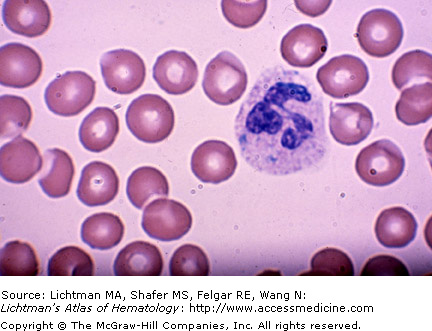 Source: Lichtman MA, Shafer MS, Felgar RE, Wang N:
Lichtman's Atlas of Hematology: http://www.accessmedicine.com
Copyright © The McGraw-Hill Companies, Inc. All rights reserved.